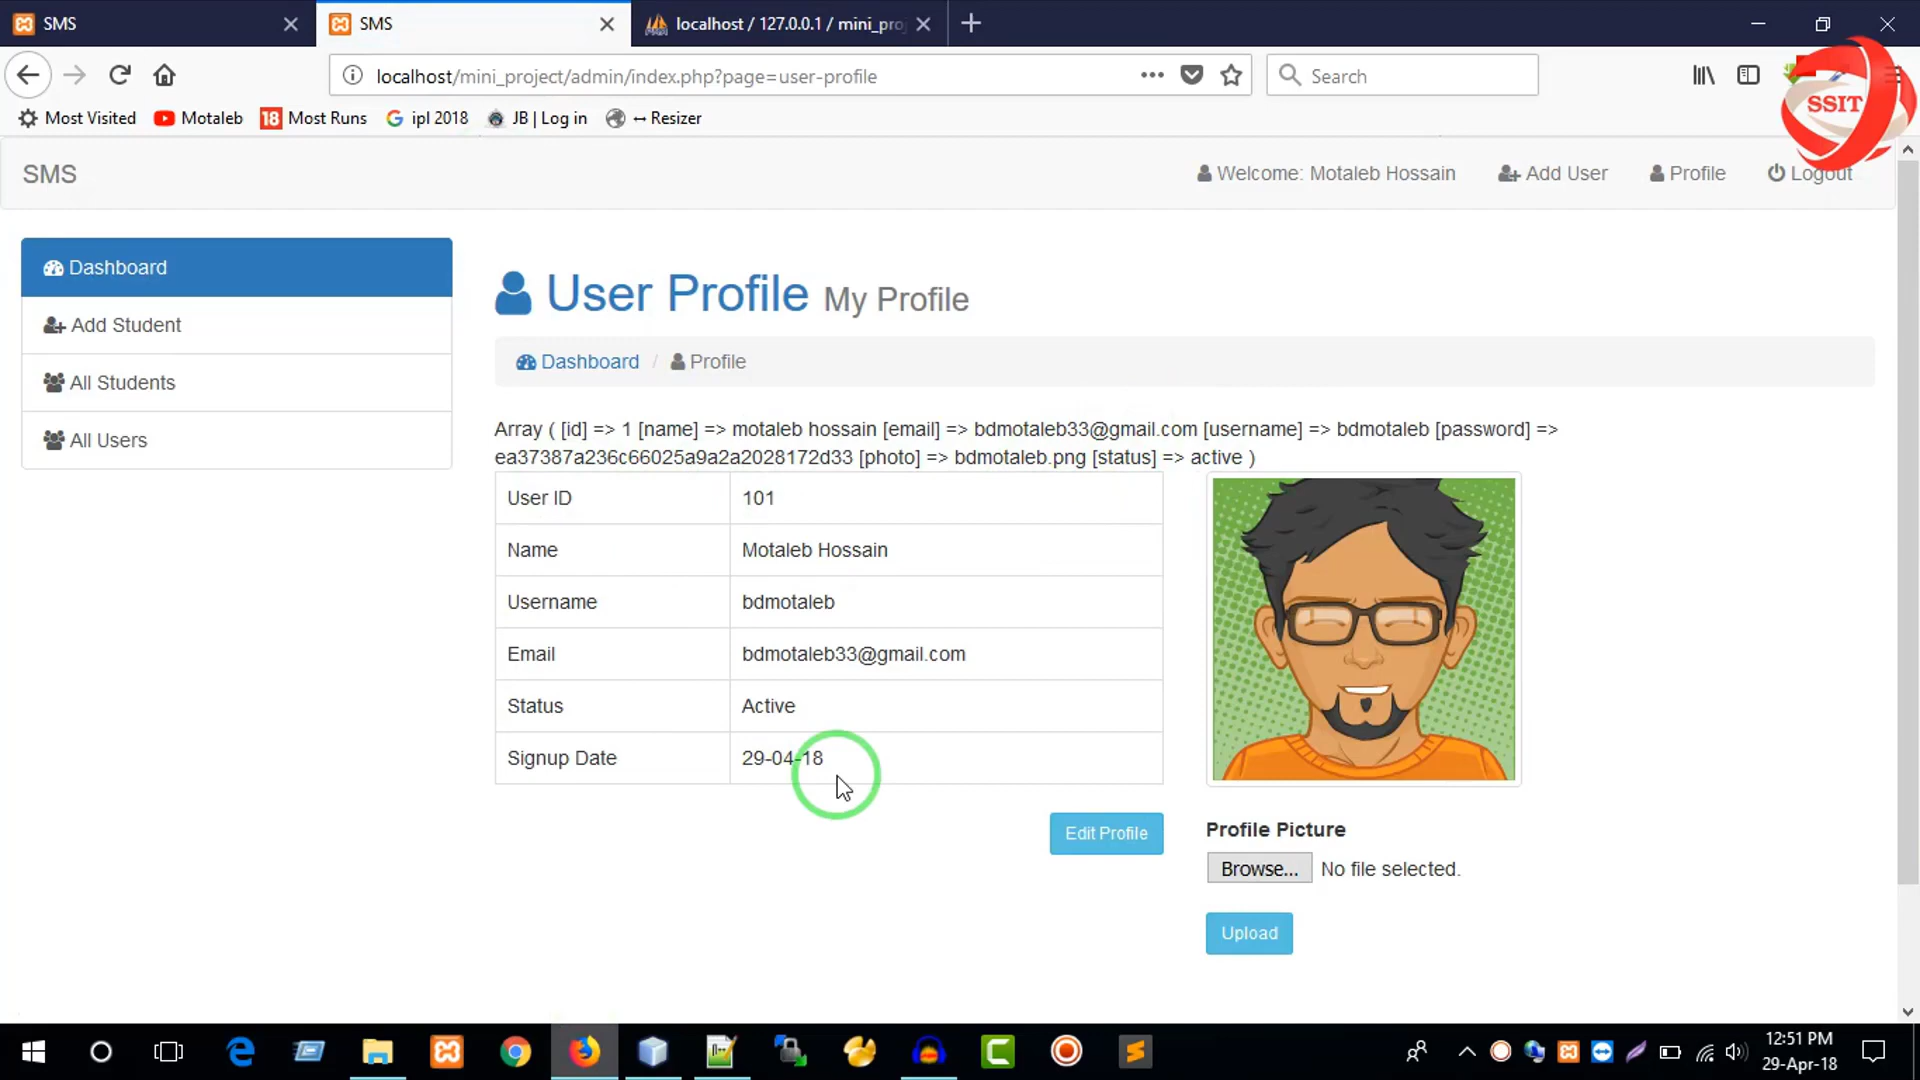 SMS
SMS
localhost / 127.0.0.1 / mini_pro
localhost/mini_project/admin/index.php?page=user-profile
Search
Most Visited
Motaleb
18 Most Runs
G ipl 2018
JB | Log in
↔ Resizer
SSIT
SMS
Welcome: Motaleb Hossain
Add User
Profile
Logout
Dashboard
Add Student
All Students
All Users
User Profile My Profile
Dashboard / Profile
Array ( [id] => 1 [name] => motaleb hossain [email] => bdmotaleb33@gmail.com [username] => bdmotaleb [password] =>
ea37387a236c66025a9a2a2028172d33 [photo] => bdmotaleb.png [status] => active )
User ID 101
Name Motaleb Hossain
Username bdmotaleb
Email bdmotaleb33@gmail.com
Status Active
Signup Date 29-04-18
Edit Profile
Profile Picture
Browse... No file selected.
Upload
12:51 PM
29-Apr-18